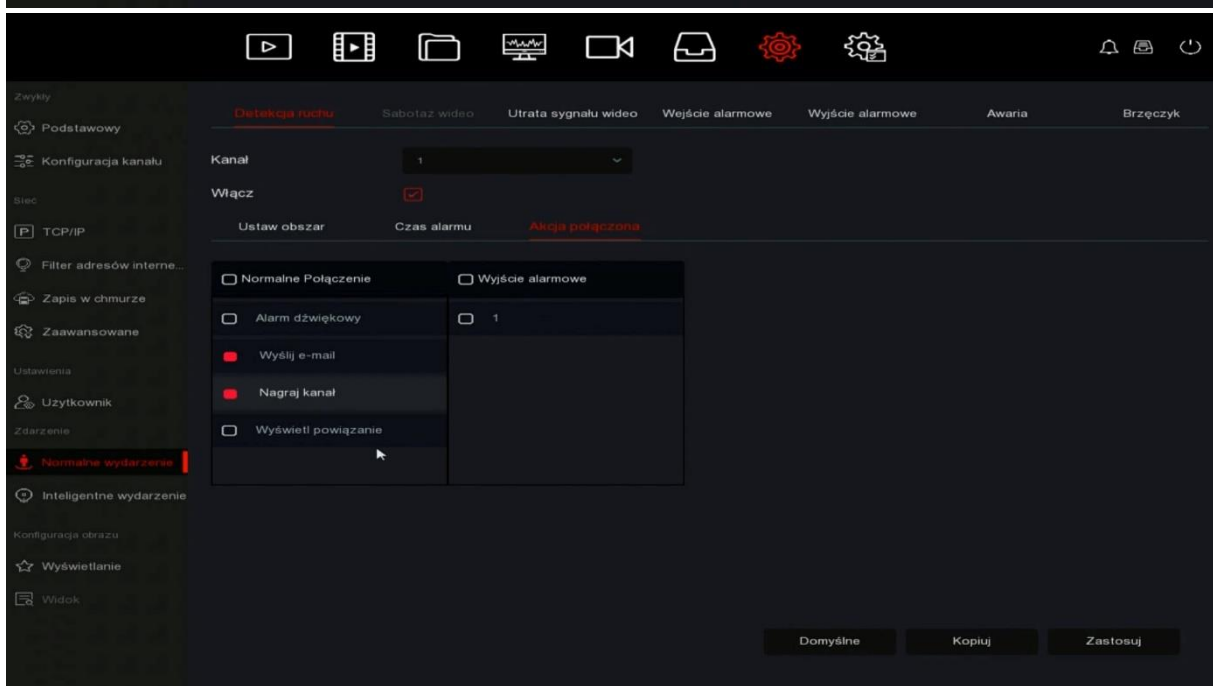 Zwykły
Podstawowy
Konfiguracja kanału
Siec
TCP/IP
Filter adresów interne...
Zapis w chmurze
Zaawansowane
Ustawienia
Użytkownik
Zdarzenie
Normalne wydarzenie
Inteligentne wydarzenie
Konfiguracja obrazu
Wyświetlanie
Widok
Detekcja ruchu Sabotaż wideo Utrata sygnału wideo Wejście alarmowe Wyjście alarmowe Awaria Brzęczyk
Kanał 1
Włącz
Ustaw obszar Czas alarmu Akcja połączona
Normalne Połączenie Wyjście alarmowe
Alarm dźwiękowy 1
Wyślij e-mail
Nagraj kanał
Wyświetl powiązanie
Domyślne Kopiuj Zastosuj